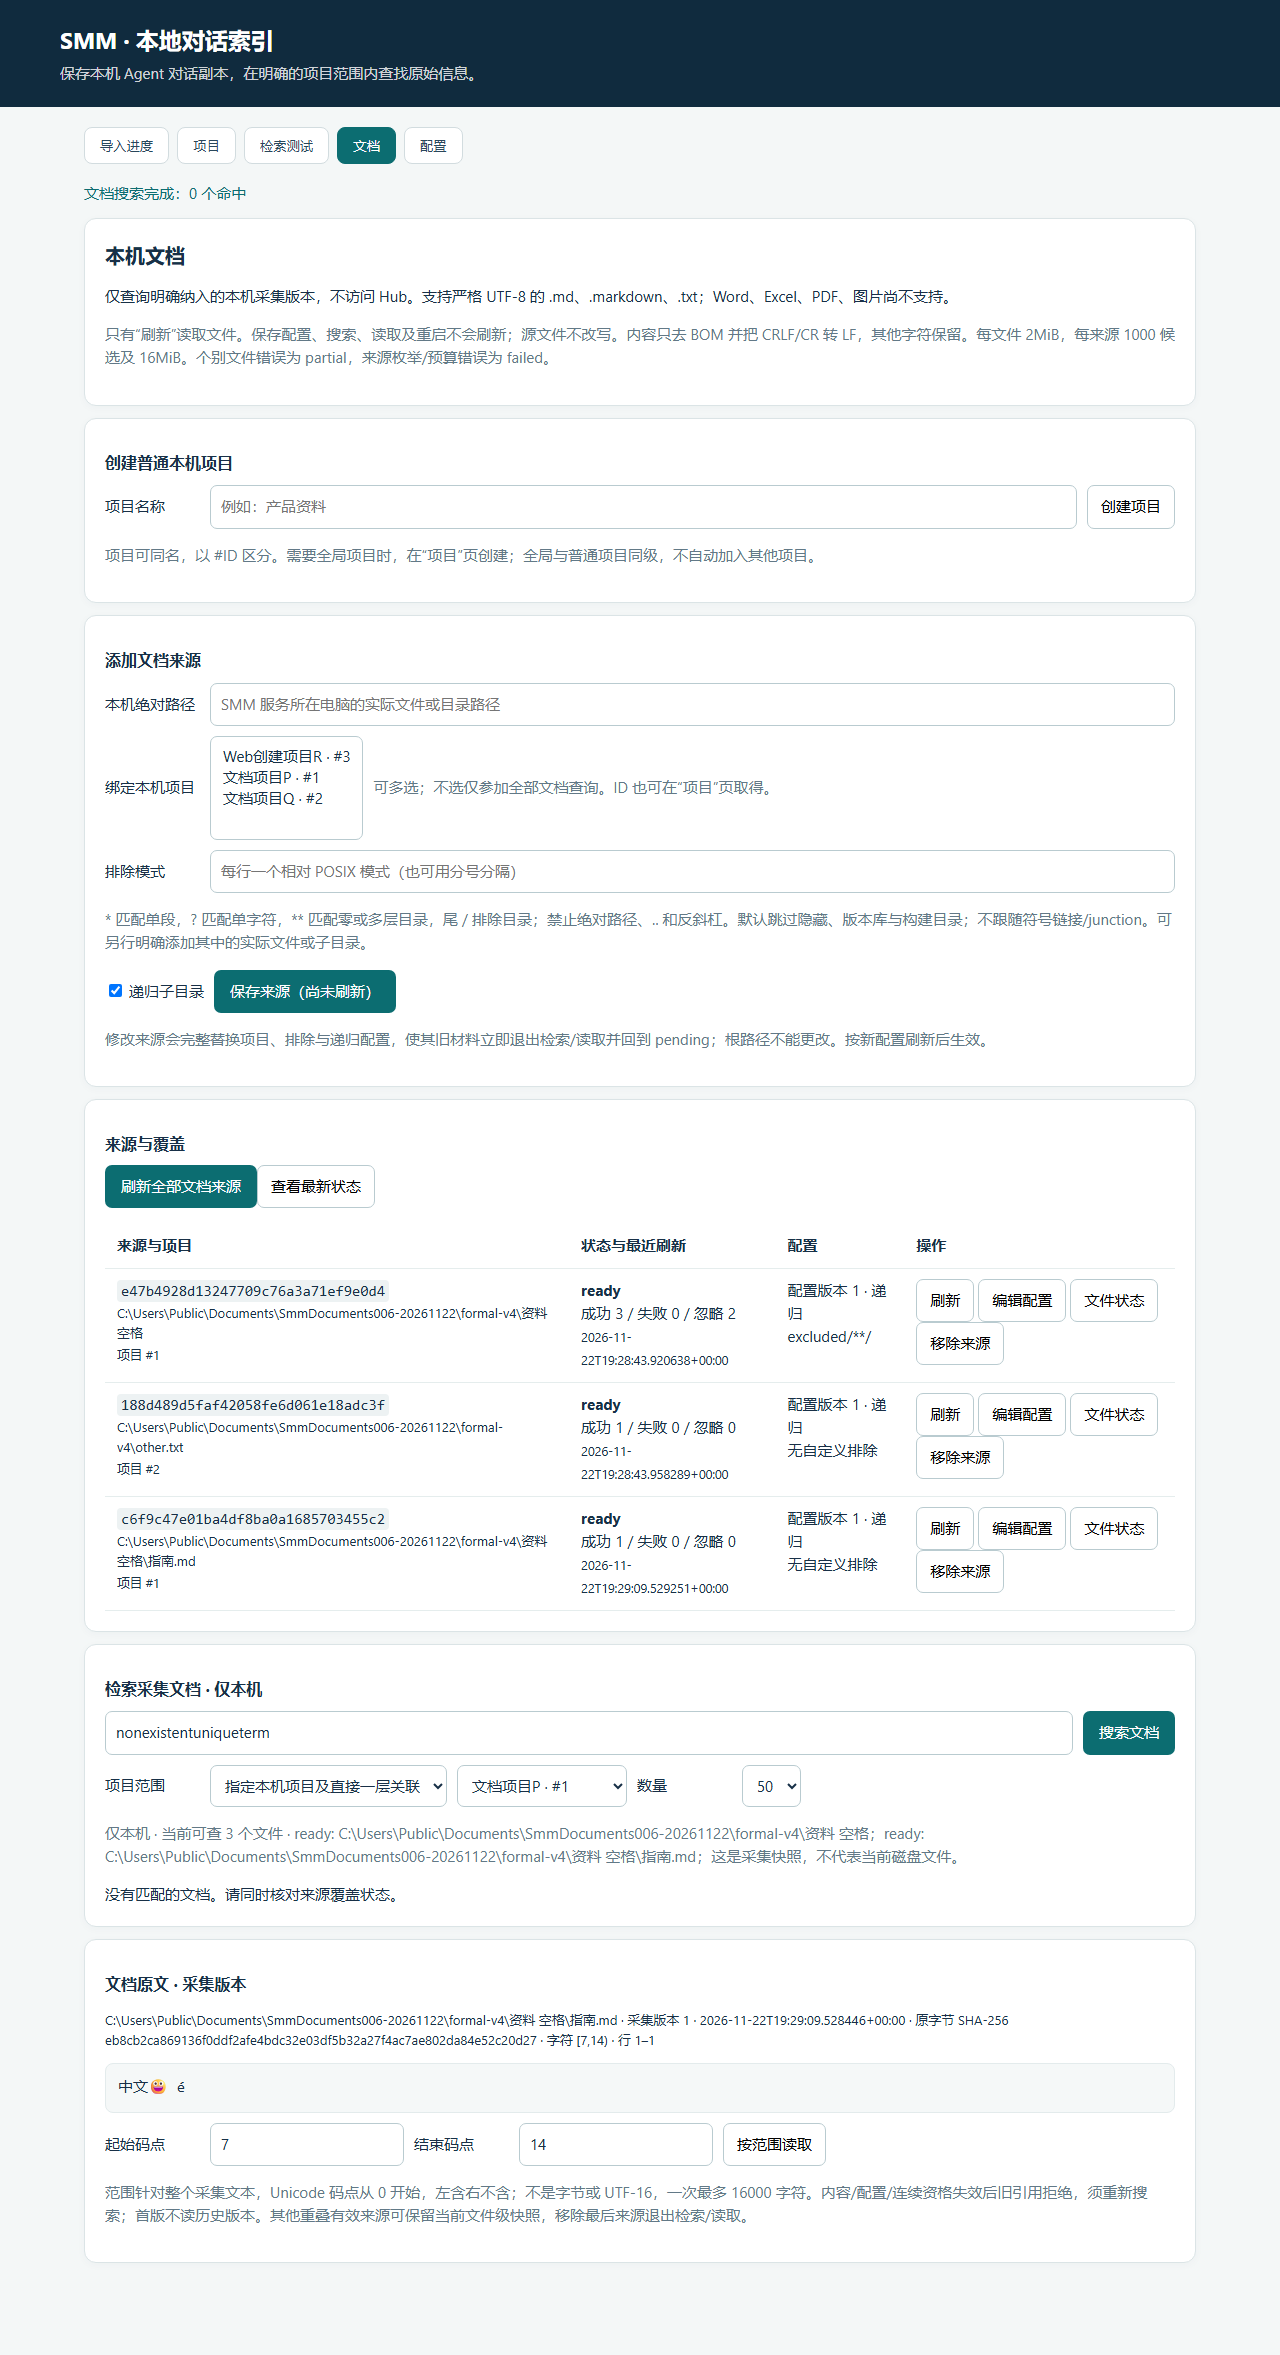 SMM · 本地对话索引
保存本机 Agent 对话副本，在明确的项目范围内查找原始信息。
导入进度 项目 检索测试 文档 配置
文档搜索完成：0 个命中
本机文档
仅查询明确纳入的本机采集版本，不访问 Hub。支持严格 UTF-8 的 .md、.markdown、.txt；Word、Excel、PDF、图片尚不支持。
只有“刷新”读取文件。保存配置、搜索、读取及重启不会刷新；源文件不改写。内容只去 BOM 并把 CRLF/CR 转 LF，其他字符保留。每文件 2MiB，每来源 1000 候
选及 16MiB。个别文件错误为 partial，来源枚举/预算错误为 failed。
创建普通本机项目
项目名称 例如：产品资料 创建项目
项目可同名，以 #ID 区分。需要全局项目时，在“项目”页创建；全局与普通项目同级，不自动加入其他项目。
添加文档来源
本机绝对路径 SMM 服务所在电脑的实际文件或目录路径
Web创建项目R · #3
文档项目P · #1
绑定本机项目 可多选；不选仅参加全部文档查询。ID 也可在“项目”页取得。
文档项目Q · #2
排除模式 每行一个相对 POSIX 模式（也可用分号分隔）
* 匹配单段，? 匹配单字符，** 匹配零或多层目录，尾 / 排除目录；禁止绝对路径、.. 和反斜杠。默认跳过隐藏、版本库与构建目录；不跟随符号链接/junction。可
另行明确添加其中的实际文件或子目录。
递归子目录 保存来源（尚未刷新）
修改来源会完整替换项目、排除与递归配置，使其旧材料立即退出检索/读取并回到 pending；根路径不能更改。按新配置刷新后生效。
来源与覆盖
刷新全部文档来源 查看最新状态
来源与项目 状态与最近刷新 配置 操作
e47b4928d13247709c76a3a71ef9e0d4
C:\Users\Public\Documents\SmmDocuments006-20261122\formal-v4\资料
空格
项目 #1
ready
成功 3 / 失败 0 / 忽略 2
2026-11-
22T19:28:43.920638+00:00
配置版本 1 · 递
归
excluded/**/
刷新 编辑配置 文件状态
移除来源
188d489d5faf42058fe6d061e18adc3f
C:\Users\Public\Documents\SmmDocuments006-20261122\formal-
v4\other.txt
项目 #2
ready
成功 1 / 失败 0 / 忽略 0
2026-11-
22T19:28:43.958289+00:00
配置版本 1 · 递
归
无自定义排除
刷新 编辑配置 文件状态
移除来源
c6f9c47e01ba4df8ba0a1685703455c2
C:\Users\Public\Documents\SmmDocuments006-20261122\formal-v4\资料
空格\指南.md
项目 #1
ready
成功 1 / 失败 0 / 忽略 0
2026-11-
22T19:29:09.529251+00:00
配置版本 1 · 递
归
无自定义排除
刷新 编辑配置 文件状态
移除来源
检索采集文档 · 仅本机
nonexistentuniqueterm 搜索文档
项目范围 指定本机项目及直接一层关联 文档项目P · #1 数量 50
仅本机 · 当前可查 3 个文件 · ready: C:\Users\Public\Documents\SmmDocuments006-20261122\formal-v4\资料 空格；ready:
C:\Users\Public\Documents\SmmDocuments006-20261122\formal-v4\资料 空格\指南.md；这是采集快照，不代表当前磁盘文件。
没有匹配的文档。请同时核对来源覆盖状态。
文档原文 · 采集版本
C:\Users\Public\Documents\SmmDocuments006-20261122\formal-v4\资料 空格\指南.md · 采集版本 1 · 2026-11-22T19:29:09.528446+00:00 · 原字节 SHA-256
eb8cb2ca869136f0ddf2afe4bdc32e03df5b32a27f4ac7ae802da84e52c20d27 · 字符 [7,14) · 行 1–1
中文😀 é
起始码点 7 结束码点 14 按范围读取
范围针对整个采集文本，Unicode 码点从 0 开始，左含右不含；不是字节或 UTF-16，一次最多 16000 字符。内容/配置/连续资格失效后旧引用拒绝，须重新搜
索；首版不读历史版本。其他重叠有效来源可保留当前文件级快照，移除最后来源退出检索/读取。